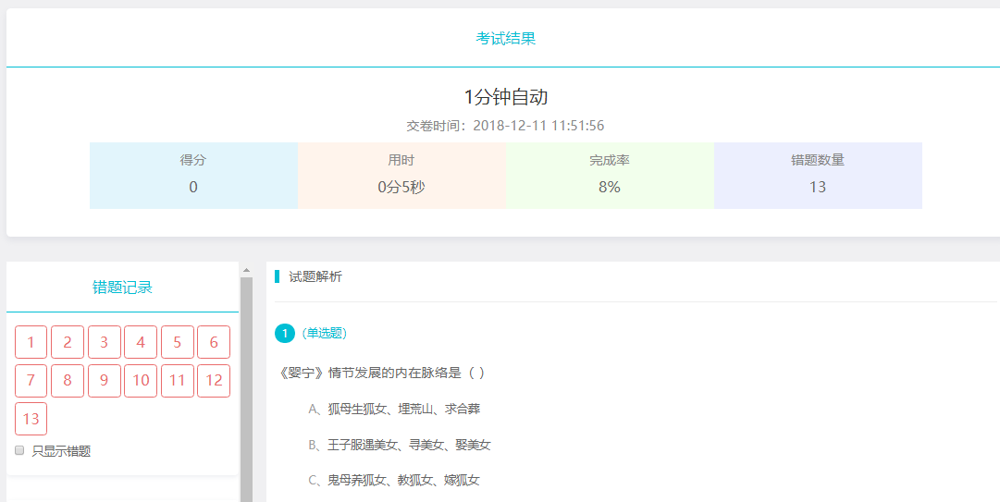 考试结果
1分钟自动
交卷时间：2018-12-11 11:51:56
得分 用时 完成率 错题数量
0 0分5秒 8% 13
错题记录
1 2 3 4 5 6
7 8 9 10 11 12
13
只显示错题
试题解析
1 (单选题)
《婴宁》情节发展的内在脉络是（ ）
A、狐母生狐女、埋荒山、求合葬
B、王子服遇美女、寻美女、娶美女
C、鬼母养狐女、教狐女、嫁狐女